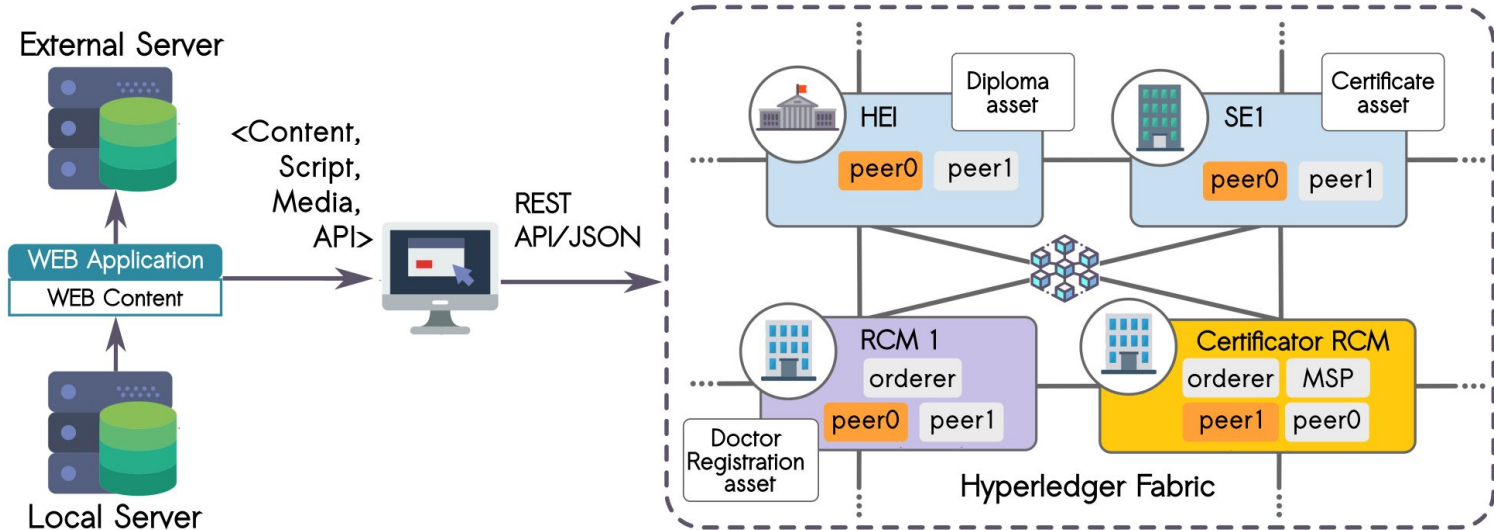 External Server
WEB Application
WEB Content
Local Server
<Content,
Script,
Media,
API>
REST
API/JSON
HEI
Diploma
asset
peer0
peer1
SE1
Certificate
asset
peer0
peer1
RCM 1
orderer
peer0
peer1
Doctor
Registration
asset
Certificator RCM
orderer
MSP
peer1
peer0
Hyperledger Fabric